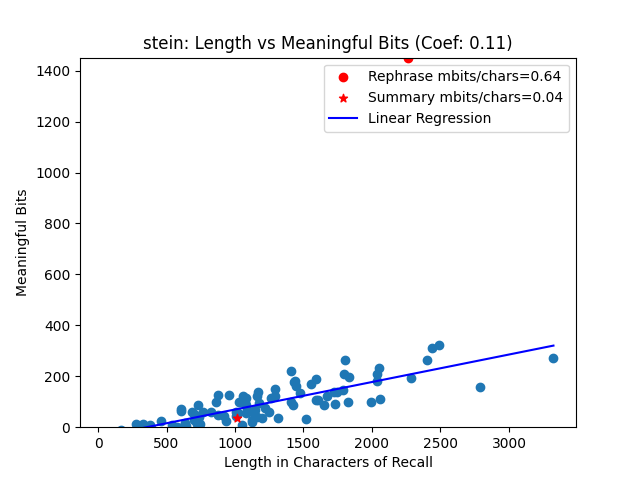 stein: Length vs Meaningful Bits (Coef: 0.11)
Rephrase mbits/chars=0.64
Summary mbits/chars=0.04
Linear Regression
Meaningful Bits
1400
1200
1000
800
600
400
200
0
0 500 1000 1500 2000 2500 3000
Length in Characters of Recall